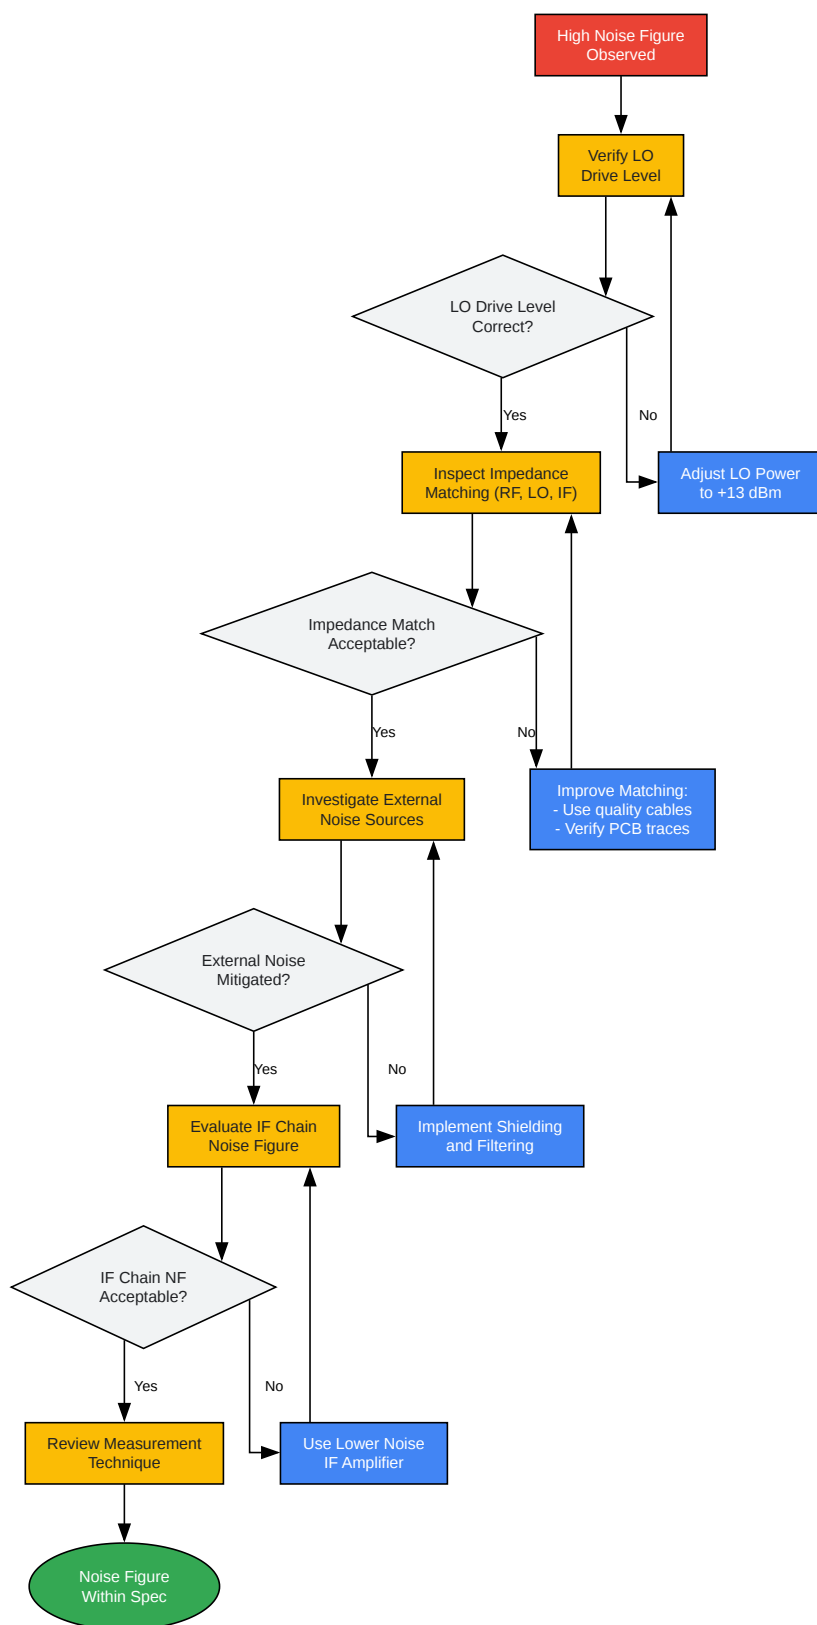 High Noise Figure
Observed
Verify LO
Drive Level
LO Drive Level
Correct?
Yes
No
Inspect Impedance
Matching (RF, LO, IF)
Adjust LO Power
to +13 dBm
Impedance Match
Acceptable?
Yes
No
Investigate External
Noise Sources
Improve Matching:
- Use quality cables
- Verify PCB traces
External Noise
Mitigated?
Yes
No
Evaluate IF Chain
Noise Figure
Implement Shielding
and Filtering
IF Chain NF
Acceptable?
Yes
No
Review Measurement
Technique
Use Lower Noise
IF Amplifier
Noise Figure
Within Spec